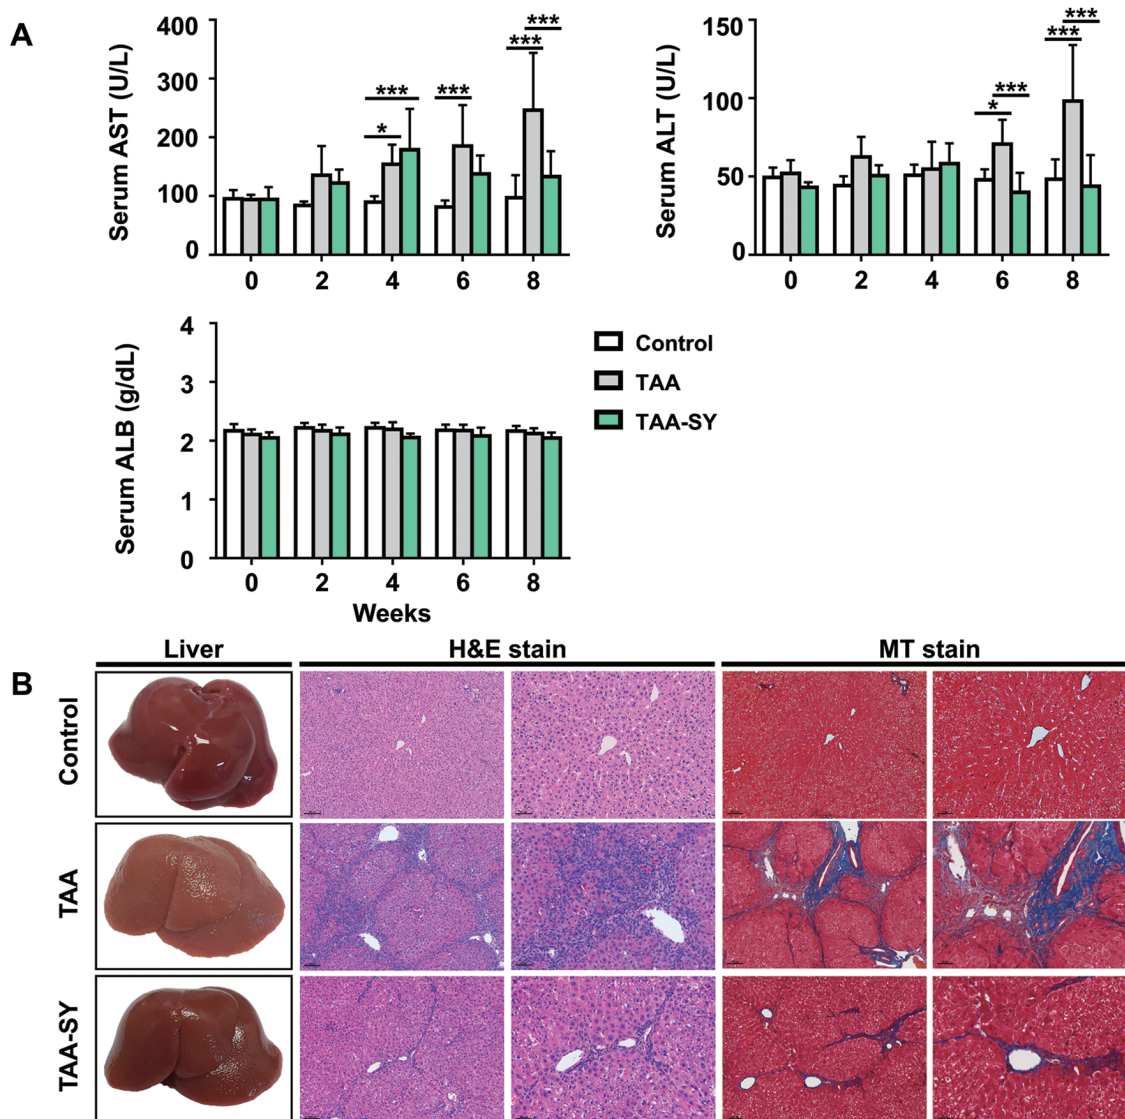 A
Serum AST (U/L)
400
300
200
100
0
0 2 4 6 8
*** * *** *** ***
Serum ALT (U/L)
150
100
50
0
0 2 4 6 8
* *** *** ***
Serum ALB (g/dL)
4
3
2
1
0
0 2 4 6 8
Weeks
Control
TAA
TAA-SY
B
Liver H&E stain MT stain
Control
TAA
TAA-SY